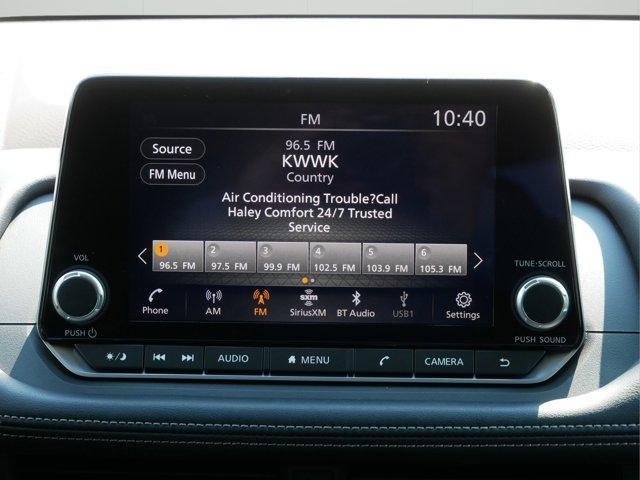 FM
10:40
Source
FM Menu
96.5 FM
KWWK
Country
Air Conditioning Trouble?Call
Haley Comfort 24/7 Trusted
Service
1 2 3 4 5 6
96.5 FM 97.5 FM 99.9 FM 102.5 FM 103.9 FM 105.3 FM
sxm
Phone AM FM SiriusXM BT Audio USB1 Settings
VOL
PUSH
TUNE·SCROLL
PUSH SOUND
AUDIO MENU CAMERA